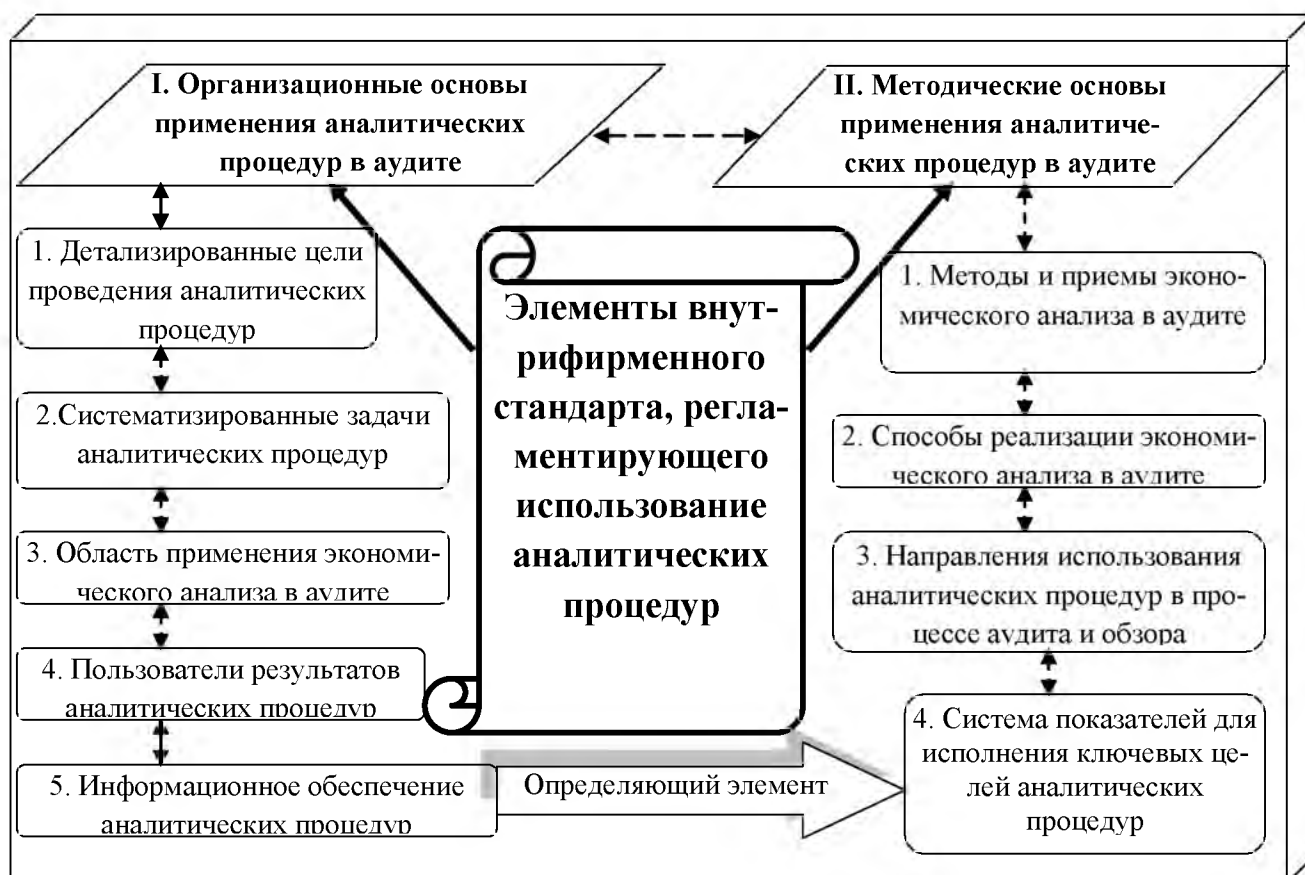 I. Организационные основы
применения аналитических
процедур в аудите
II. Методические основы
применения аналитиче-
ских процедур в аудите
1. Детализированные цели
проведения аналитических
процедур
2.Систематизированные задачи
аналитических процедур
3. Область применения экономи-
ческого анализа в аудите
4. Пользователи результатов
аналитических процедур
5. Информационное обеспечение
аналитических процедур
Элементы внут-
рифирменного
стандарта, регла-
ментирующего
использование
аналитических
процедур
Определяющий элемент
1. Методы и приемы эконо-
мического анализа в аудите
2. Способы реализации экономи-
ческого анализа в аудите
3. Направления использования
аналитических процедур в про-
цессе аудита и обзора
4. Система показателей для
исполнения ключевых це-
лей аналитических
процедур